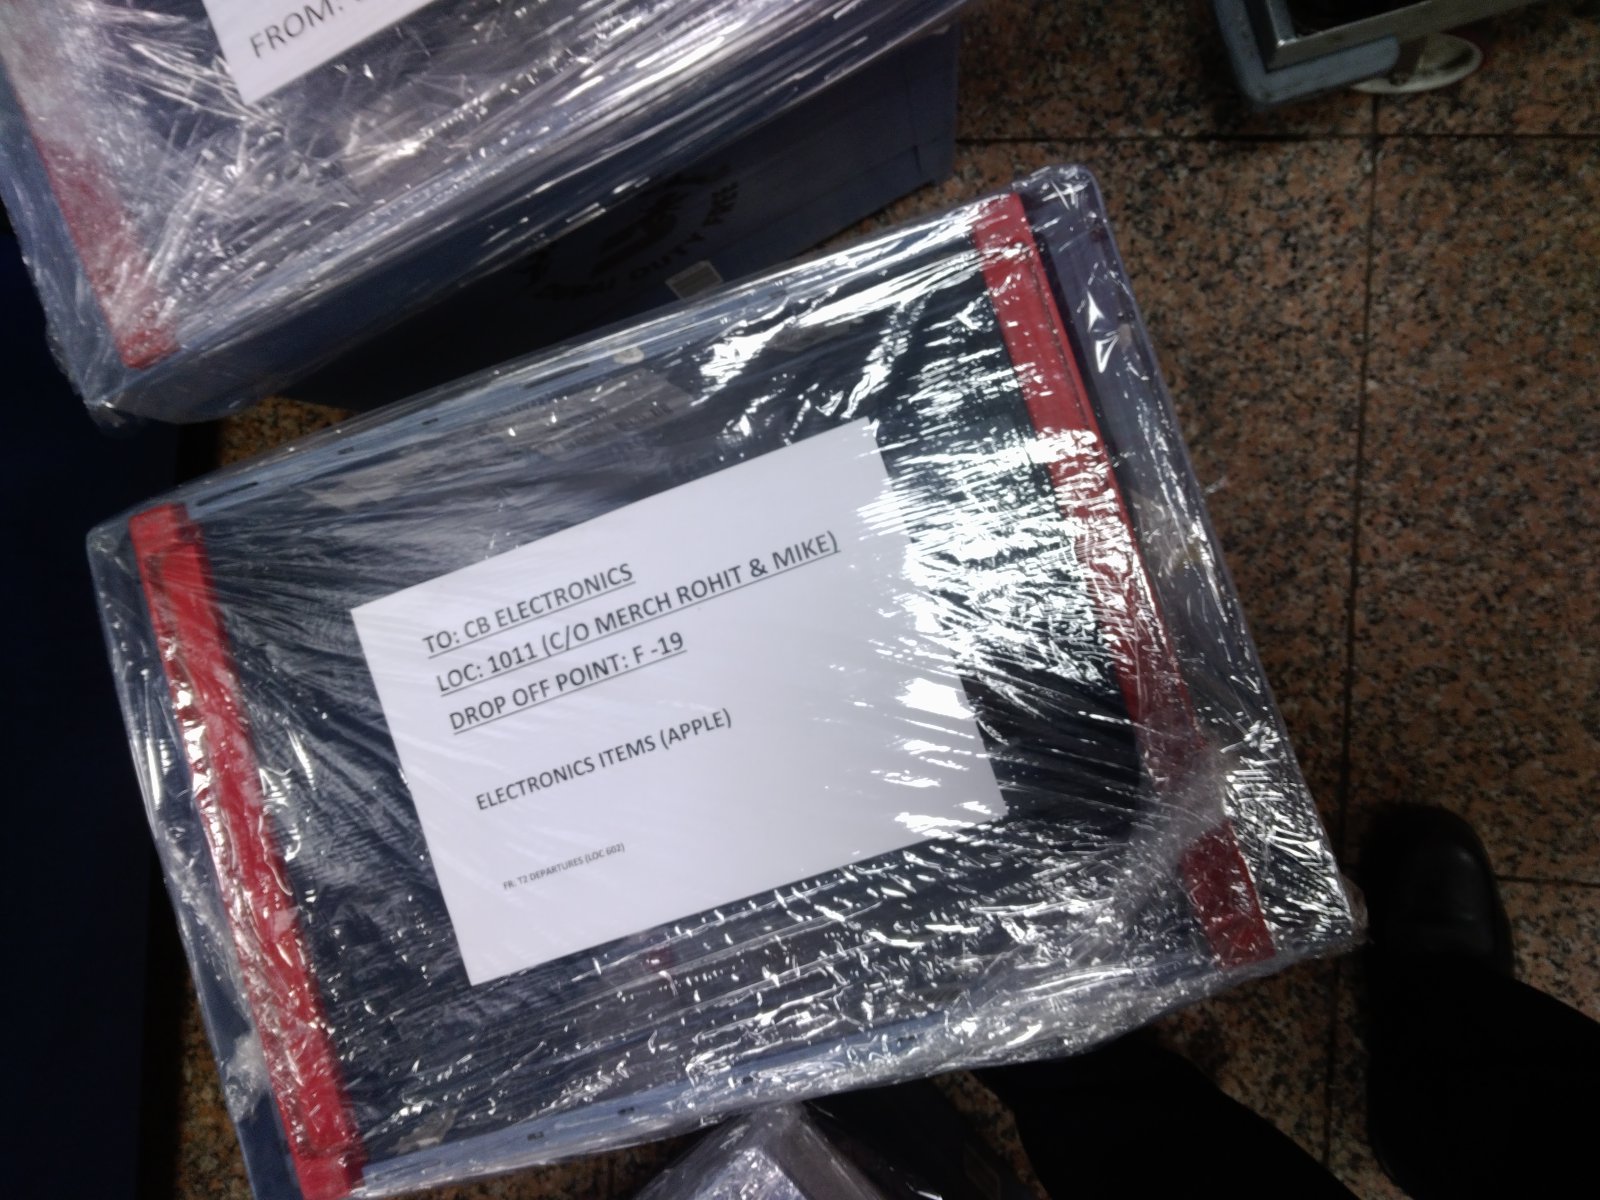 FROM:
TO: CB ELECTRONICS
LOC: 1011 (C/O MERCH ROHIT & MIKE)
DROP OFF POINT: F -19
ELECTRONICS ITEMS (APPLE)
FR: T2 DEPARTURES (LOC 602)